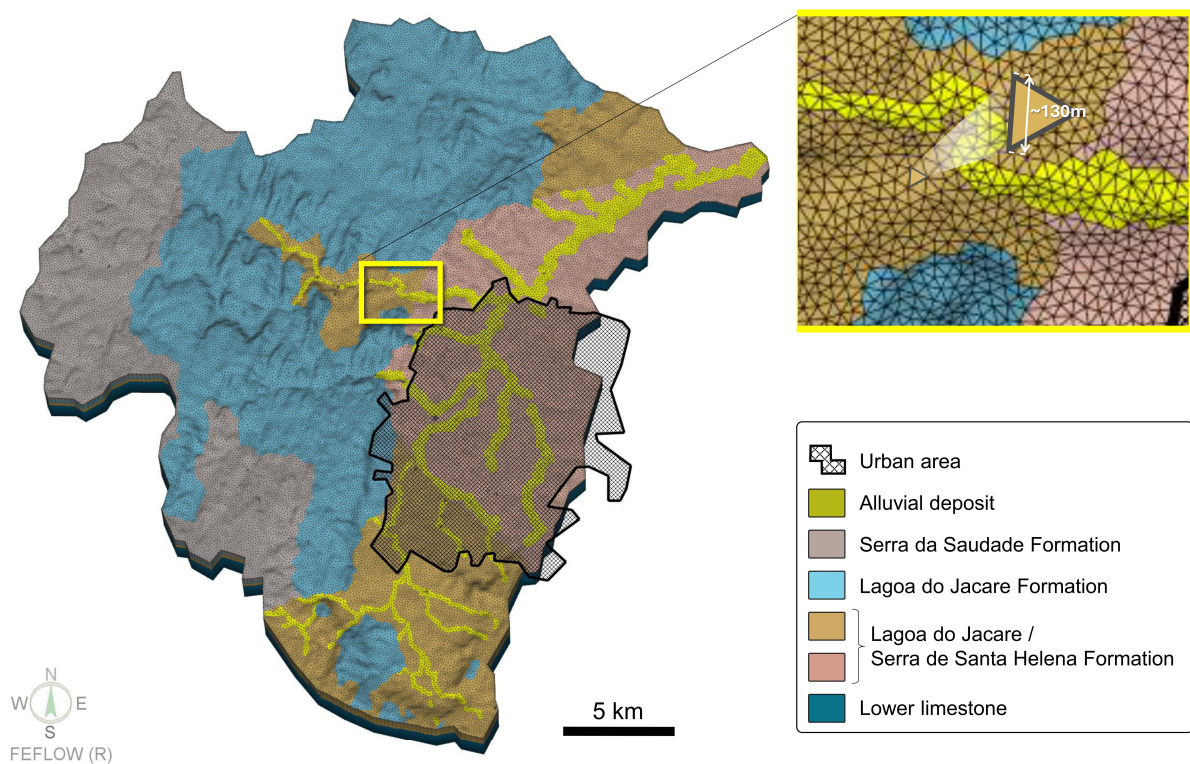 ~130m
Urban area
Alluvial deposit
Serra da Saudade Formation
Lagoa do Jacare Formation
Lagoa do Jacare /
Serra de Santa Helena Formation
Lower limestone
5 km
N
W E
S
FEFLOW (R)